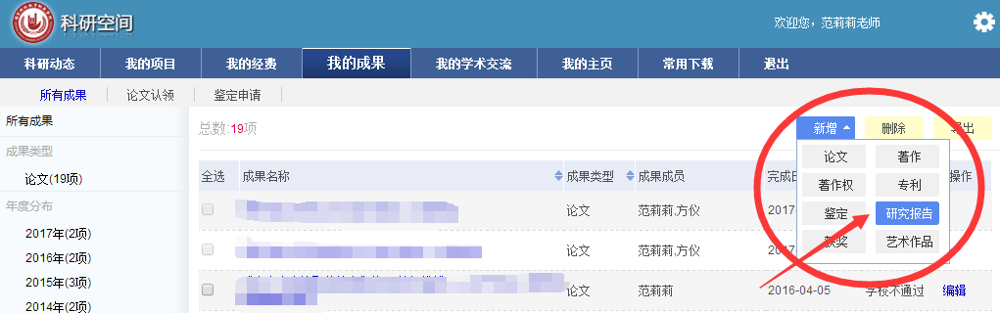 科研空间
欢迎您，范莉莉老师
科研动态 我的项目 我的经费 我的成果 我的学术交流 我的主页 常用下载 退出
所有成果 论文认领 鉴定申请
所有成果
总数:19项
新增 删除 导出
成果类型
论文(19项)
年度分布
2017年(2项)
2016年(2项)
2015年(3项)
2014年(2项)
论文 著作
著作权 专利
鉴定 研究报告
获奖 艺术作品
全选 成果名称 成果类型 成果成员 完成日 操作
论文 范莉莉,方仪 2017-
论文 范莉莉,方仪 2017-
论文 范莉莉 2016-04-05 学校不通过 编辑